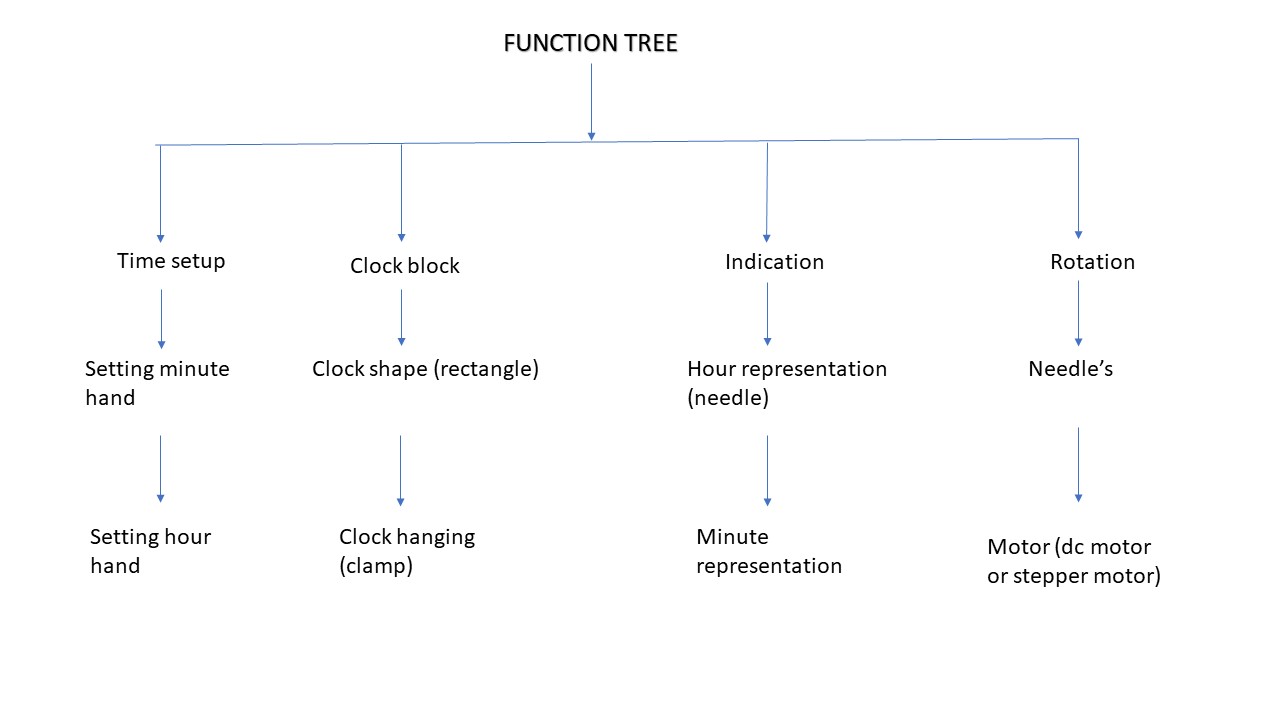 FUNCTION TREE
Time setup
Clock block
Indication
Rotation
Setting minute
hand
Clock shape (rectangle)
Hour representation
(needle)
Needle’s
Setting hour
hand
Clock hanging
(clamp)
Minute
representation
Motor (dc motor
or stepper motor)